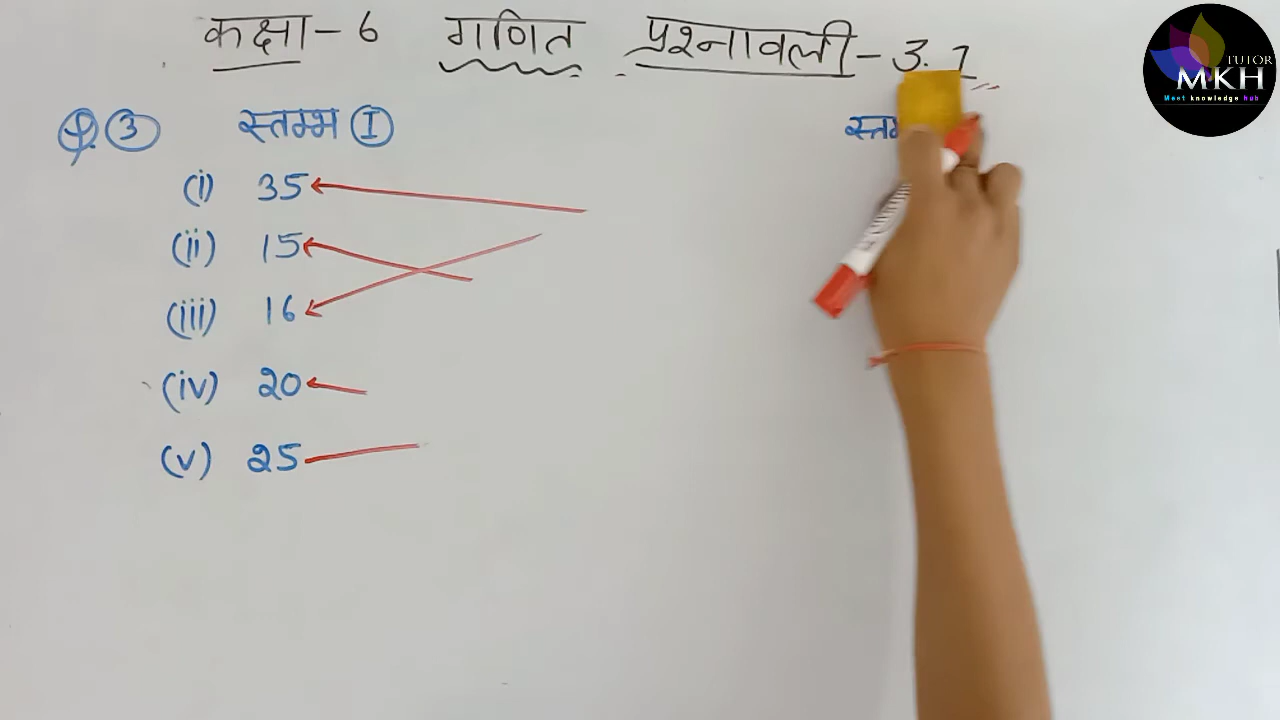 कक्षा-6 गणित प्रश्नावली-3.1
Q. 3 स्तम्भ I
(i) 35
(ii) 15
(iii) 16
(iv) 20
(v) 25
TUTOR
MKH
Meet knowledge hub